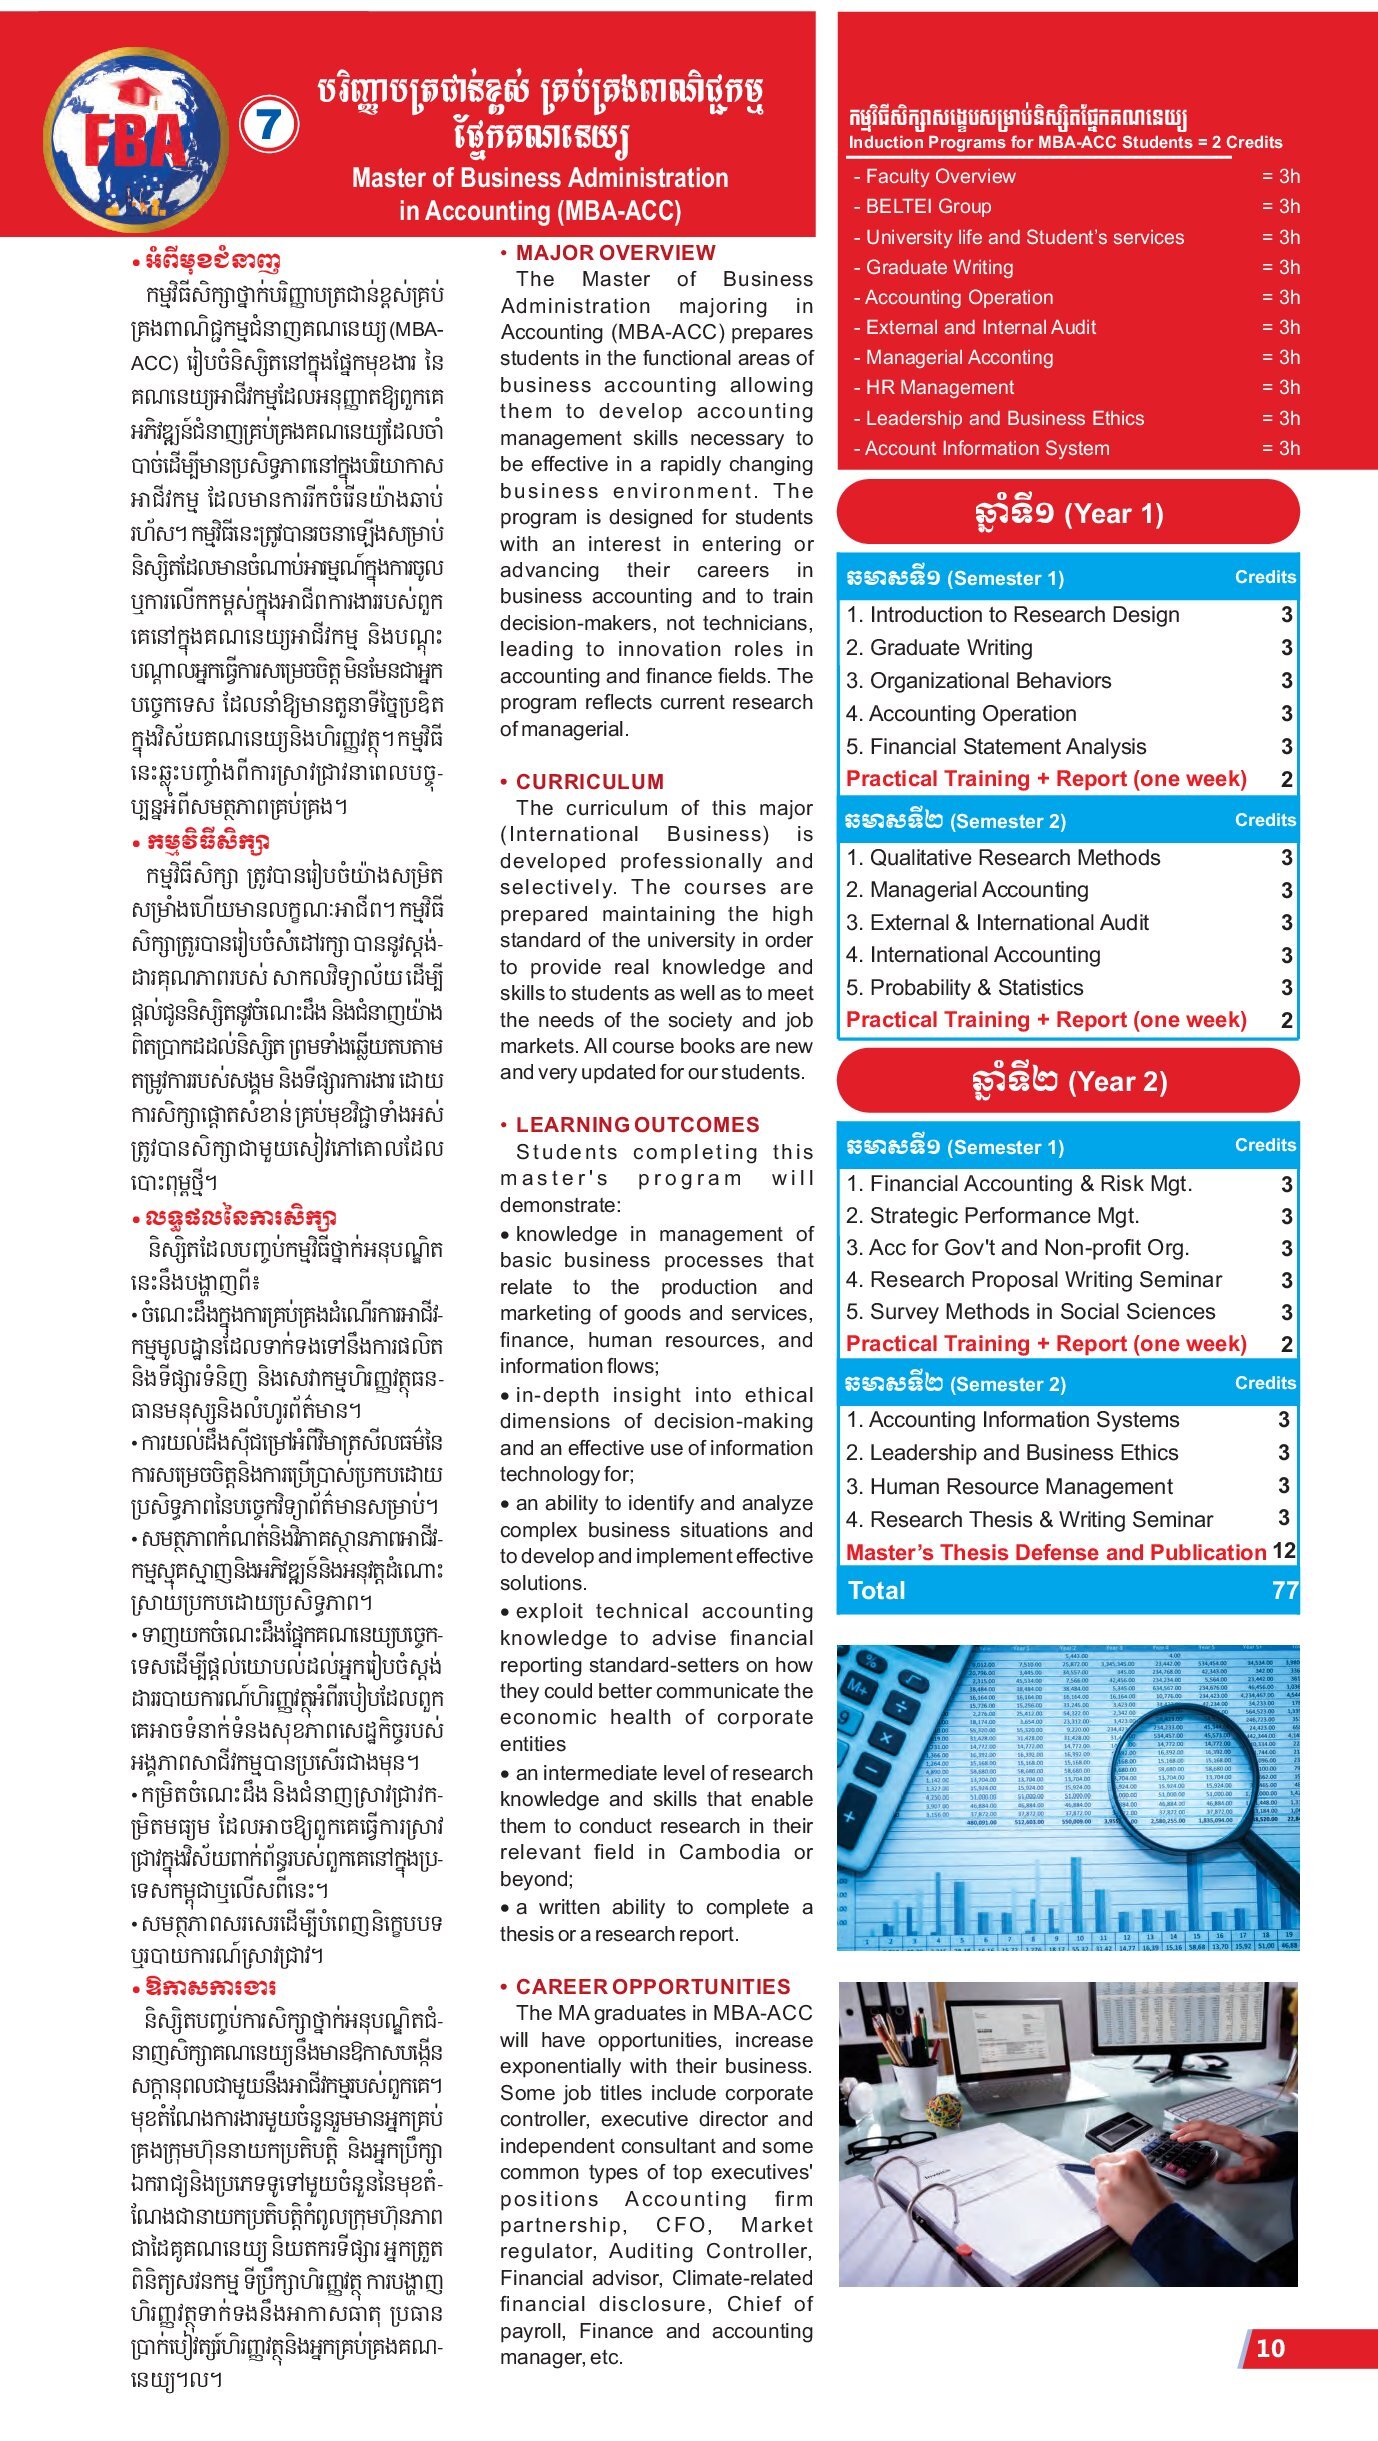 FBA
7
បរិញ្ញាបត្រជាន់ខ្ពស់ គ្រប់គ្រងពាណិជ្ជកម្ម
ផ្នែកគណនេយ្យ
Master of Business Administration
in Accounting (MBA-ACC)
• អំពីមុខជំនាញ
កម្មវិធីសិក្សាថ្នាក់បរិញ្ញាបត្រជាន់ខ្ពស់គ្រប់
គ្រងពាណិជ្ជកម្មជំនាញគណនេយ្យ (MBA-
ACC) រៀបចំនិស្សិតនៅក្នុងផ្នែកមុខងារ នៃ
គណនេយ្យអាជីវកម្មដែលអនុញ្ញាតឱ្យពួកគេ
អភិវឌ្ឍន៍ជំនាញគ្រប់គ្រងគណនេយ្យដែលចាំ
បាច់ដើម្បីមានប្រសិទ្ធភាពនៅក្នុងបរិយាកាស
អាជីវកម្ម ដែលមានការរីកចំរើនយ៉ាងឆាប់
រហ័ស។ កម្មវិធីនេះត្រូវបានរចនាឡើងសម្រាប់
និស្សិតដែលមានចំណាប់អារម្មណ៍ក្នុងការចូល
ឬការលើកកម្ពស់ក្នុងអាជីពការងាររបស់ពួក
គេនៅក្នុងគណនេយ្យអាជីវកម្ម និងបណ្តុះ
បណ្តាលអ្នកធ្វើការសម្រេចចិត្ត មិនមែនជាអ្នក
បច្ចេកទេស ដែលនាំឱ្យមានតួនាទីច្នៃប្រឌិត
ក្នុងវិស័យគណនេយ្យនិងហិរញ្ញវត្ថុ។ កម្មវិធី
នេះឆ្លុះបញ្ចាំងពីការស្រាវជ្រាវនាពេលបច្ចុ-
ប្បន្នអំពីសមត្ថភាពគ្រប់គ្រង។
• កម្មវិធីសិក្សា
កម្មវិធីសិក្សា ត្រូវបានរៀបចំយ៉ាងសម្រិត
សម្រាំងហើយមានលក្ខណៈអាជីព។ កម្មវិធី
សិក្សាត្រូវបានរៀបចំសំដៅរក្សា បាននូវស្តង់-
ដារគុណភាពរបស់ សាកលវិទ្យាល័យ ដើម្បី
ផ្តល់ជូននិស្សិតនូវចំណេះដឹង និងជំនាញយ៉ាង
ពិតប្រាកដដល់និស្សិត ព្រមទាំងឆ្លើយតបតាម
តម្រូវការរបស់សង្គម និងទីផ្សារការងារ ដោយ
ការសិក្សាផ្តោតសំខាន់ គ្រប់មុខវិជ្ជាទាំងអស់
ត្រូវបានសិក្សាជាមួយសៀវភៅគោលដែល
បោះពុម្ពថ្មី។
• លទ្ធផលនៃការសិក្សា
និស្សិតដែលបញ្ចប់កម្មវិធីថ្នាក់អនុបណ្ឌិត
នេះនឹងបង្ហាញពី៖
• ចំណេះដឹងក្នុងការគ្រប់គ្រងដំណើរការអាជីវ-
កម្មមូលដ្ឋានដែលទាក់ទងទៅនឹងការផលិត
និងទីផ្សារទំនិញ និងសេវាកម្មហិរញ្ញវត្ថុធន-
ធានមនុស្សនិងលំហូរព័ត៌មាន។
• ការយល់ដឹងស៊ីជម្រៅអំពីវិមាត្រសីលធម៌នៃ
ការសម្រេចចិត្តនិងការប្រើប្រាស់ប្រកបដោយ
ប្រសិទ្ធភាពនៃបច្ចេកវិទ្យាព័ត៌មានសម្រាប់។
• សមត្ថភាពកំណត់និងវិភាគស្ថានភាពអាជីវ-
កម្មស្មុគស្មាញនិងអភិវឌ្ឍន៍និងអនុវត្តដំណោះ
ស្រាយប្រកបដោយប្រសិទ្ធភាព។
• ទាញយកចំណេះដឹងផ្នែកគណនេយ្យបច្ចេក-
ទេសដើម្បីផ្តល់យោបល់ដល់អ្នករៀបចំស្តង់
ដាររបាយការណ៍ហិរញ្ញវត្ថុអំពីរបៀបដែលពួក
គេអាចទំនាក់ទំនងសុខភាពសេដ្ឋកិច្ចរបស់
អង្គភាពសាជីវកម្មបានប្រសើរជាងមុន។
• កម្រិតចំណេះដឹង និងជំនាញស្រាវជ្រាវក-
ម្រិតមធ្យម ដែលអាចឱ្យពួកគេធ្វើការស្រាវ
ជ្រាវក្នុងវិស័យពាក់ព័ន្ធរបស់ពួកគេនៅក្នុងប្រ-
ទេសកម្ពុជាឬលើសពីនេះ។
• សមត្ថភាពសរសេរដើម្បីបំពេញនិក្ខេបបទ
ឬរបាយការណ៍ស្រាវជ្រាវ។
• ឱកាសការងារ
និស្សិតបញ្ចប់ការសិក្សាថ្នាក់អនុបណ្ឌិតជំ-
នាញសិក្សាគណនេយ្យនឹងមានឱកាសបង្កើន
សក្តានុពលជាមួយនឹងអាជីវកម្មរបស់ពួកគេ។
មុខតំណែងការងារមួយចំនួនរួមមានអ្នកគ្រប់
គ្រងក្រុមហ៊ុននាយកប្រតិបត្តិ និងអ្នកប្រឹក្សា
ឯករាជ្យនិងប្រភេទទូទៅមួយចំនួននៃមុខតំ-
ណែងជានាយកប្រតិបត្តិកំពូលក្រុមហ៊ុនភាព
ជាដៃគូគណនេយ្យ និយតករទីផ្សារ អ្នកត្រួត
ពិនិត្យសវនកម្ម ទីប្រឹក្សាហិរញ្ញវត្ថុ ការបង្ហាញ
ហិរញ្ញវត្ថុទាក់ទងនឹងអាកាសធាតុ ប្រធាន
ប្រាក់បៀវត្សរ៍ហិរញ្ញវត្ថុនិងអ្នកគ្រប់គ្រងគណ-
នេយ្យ។ល។
• MAJOR OVERVIEW
The Master of Business
Administration majoring in
Accounting (MBA-ACC) prepares
students in the functional areas of
business accounting allowing
them to develop accounting
management skills necessary to
be effective in a rapidly changing
business environment. The
program is designed for students
with an interest in entering or
advancing their careers in
business accounting and to train
decision-makers, not technicians,
leading to innovation roles in
accounting and finance fields. The
program reflects current research
of managerial.
• CURRICULUM
The curriculum of this major
(International Business) is
developed professionally and
selectively. The courses are
prepared maintaining the high
standard of the university in order
to provide real knowledge and
skills to students as well as to meet
the needs of the society and job
markets. All course books are new
and very updated for our students.
• LEARNING OUTCOMES
Students completing this
master's program will
demonstrate:
• knowledge in management of
basic business processes that
relate to the production and
marketing of goods and services,
finance, human resources, and
information flows;
• in-depth insight into ethical
dimensions of decision-making
and an effective use of information
technology for;
• an ability to identify and analyze
complex business situations and
to develop and implement effective
solutions.
• exploit technical accounting
knowledge to advise financial
reporting standard-setters on how
they could better communicate the
economic health of corporate
entities
• an intermediate level of research
knowledge and skills that enable
them to conduct research in their
relevant field in Cambodia or
beyond;
• a written ability to complete a
thesis or a research report.
• CAREER OPPORTUNITIES
The MA graduates in MBA-ACC
will have opportunities, increase
exponentially with their business.
Some job titles include corporate
controller, executive director and
independent consultant and some
common types of top executives'
positions Accounting firm
partnership, CFO, Market
regulator, Auditing Controller,
Financial advisor, Climate-related
financial disclosure, Chief of
payroll, Finance and accounting
manager, etc.
កម្មវិធីសិក្សាសង្ខេបសម្រាប់និស្សិតផ្នែកគណនេយ្យ
Induction Programs for MBA-ACC Students = 2 Credits
- Faculty Overview = 3h
- BELTEI Group = 3h
- University life and Student’s services = 3h
- Graduate Writing = 3h
- Accounting Operation = 3h
- External and Internal Audit = 3h
- Managerial Acconting = 3h
- HR Management = 3h
- Leadership and Business Ethics = 3h
- Account Information System = 3h
ឆ្នាំទី១ (Year 1)
ឆមាសទី១ (Semester 1) Credits
1. Introduction to Research Design 3
2. Graduate Writing 3
3. Organizational Behaviors 3
4. Accounting Operation 3
5. Financial Statement Analysis 3
Practical Training + Report (one week) 2
ឆមាសទី២ (Semester 2) Credits
1. Qualitative Research Methods 3
2. Managerial Accounting 3
3. External & International Audit 3
4. International Accounting 3
5. Probability & Statistics 3
Practical Training + Report (one week) 2
ឆ្នាំទី២ (Year 2)
ឆមាសទី១ (Semester 1) Credits
1. Financial Accounting & Risk Mgt. 3
2. Strategic Performance Mgt. 3
3. Acc for Gov't and Non-profit Org. 3
4. Research Proposal Writing Seminar 3
5. Survey Methods in Social Sciences 3
Practical Training + Report (one week) 2
ឆមាសទី២ (Semester 2) Credits
1. Accounting Information Systems 3
2. Leadership and Business Ethics 3
3. Human Resource Management 3
4. Research Thesis & Writing Seminar 3
Master’s Thesis Defense and Publication 12
Total 77
Invoice
10